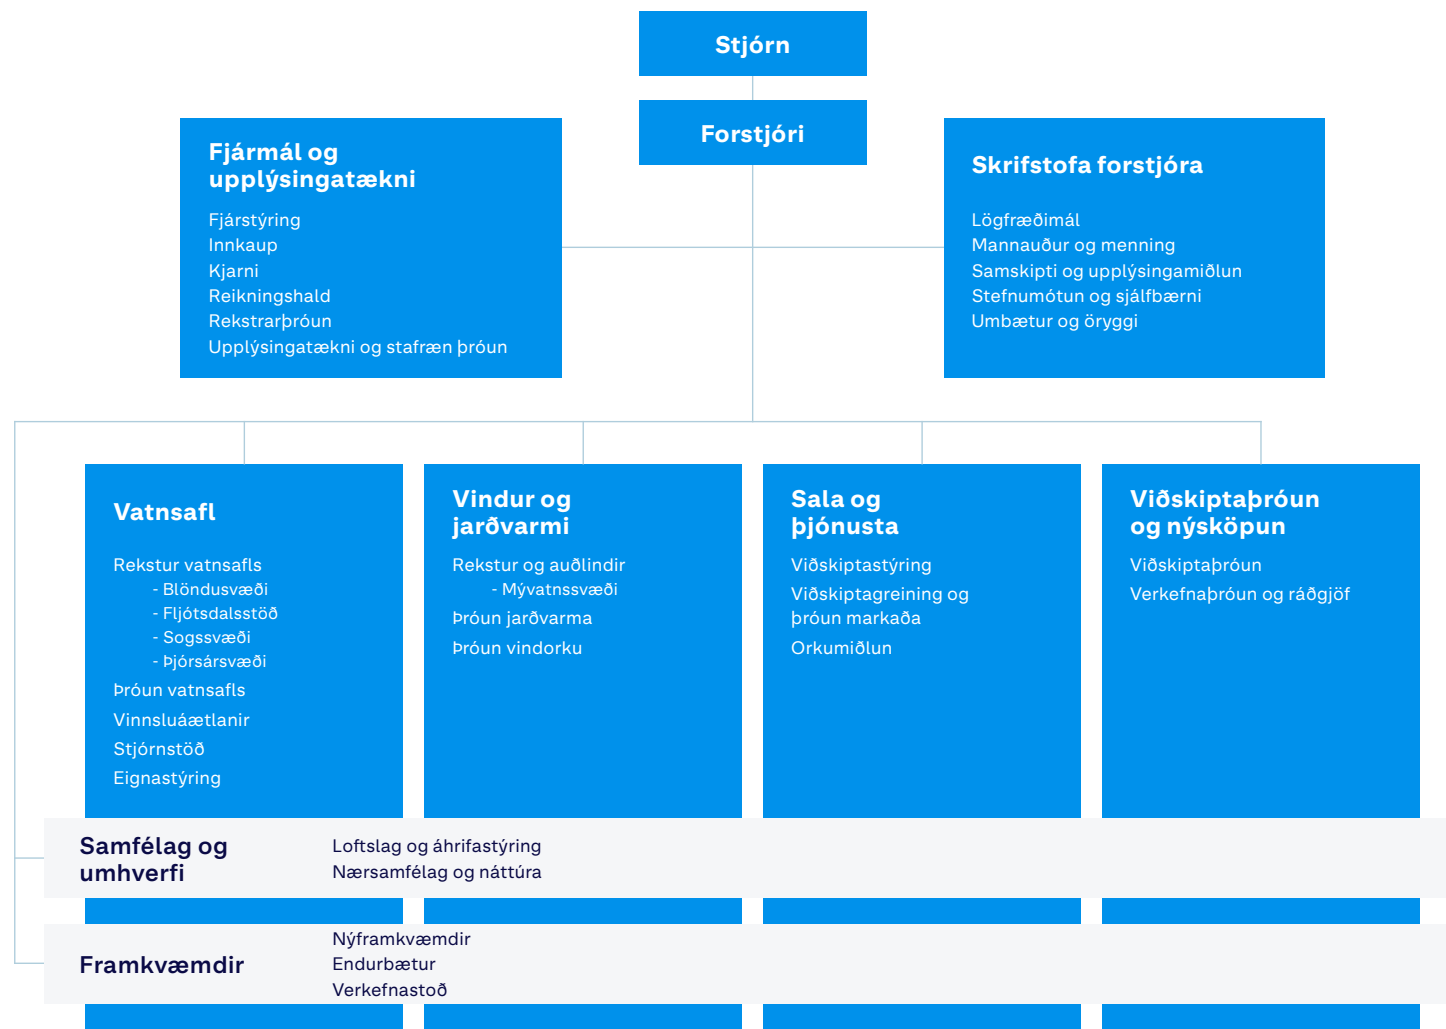 Stjórn
Forstjóri
Fjármál og
upplýsingatækni
Fjárstýring
Innkaup
Kjarni
Reikningshald
Rekstrarþróun
Upplýsingatækni og stafræn þróun
Skrifstofa forstjóra
Lögfræðimál
Mannauður og menning
Samskipti og upplýsingamiðlun
Stefnumótun og sjálfbærni
Umbætur og öryggi
Vatnsafl
Rekstur vatnsafls
- Blöndusvæði
- Fljótsdalsstöð
- Sogssvæði
- Þjórsársvæði
Þróun vatnsafls
Vinnsluáætlanir
Stjórnstöð
Eignastýring
Vindur og
jarðvarmi
Rekstur og auðlindir
- Mývatnssvæði
Þróun jarðvarma
Þróun vindorku
Sala og
þjónusta
Viðskiptastýring
Viðskiptagreining og
þróun markaða
Orkumiðlun
Viðskiptaþróun
og nýsköpun
Viðskiptaþróun
Verkefnaþróun og ráðgjöf
Samfélag og
umhverfi
Loftslag og áhrifastýring
Nærsamfélag og náttúra
Framkvæmdir
Nýframkvæmdir
Endurbætur
Verkefnastoð